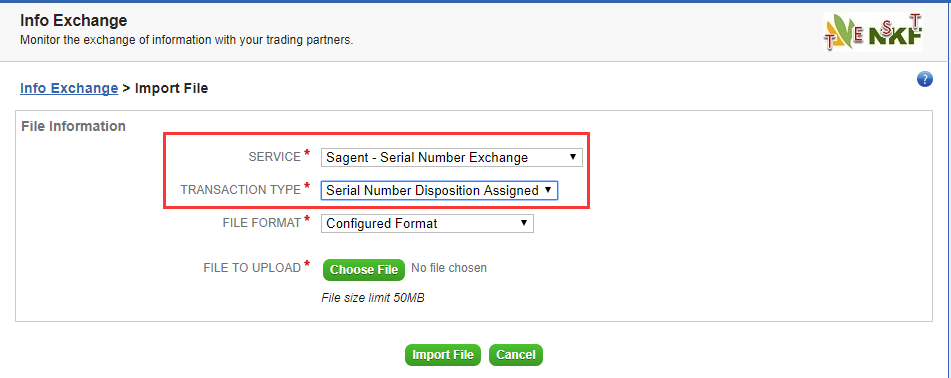 Info Exchange
Monitor the exchange of information with your trading partners.
TVENSKFT
TEST
?
Info Exchange > Import File
File Information
SERVICE * Sagent - Serial Number Exchange
TRANSACTION TYPE * Serial Number Disposition Assigned
FILE FORMAT * Configured Format
FILE TO UPLOAD * Choose File No file chosen
File size limit 50MB
Import File Cancel